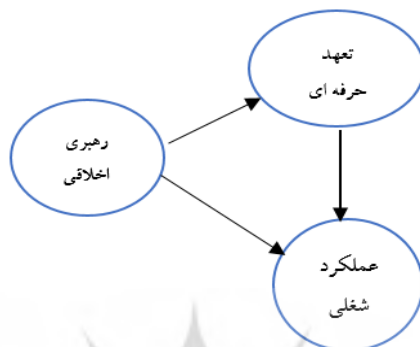 تعهد
حرفه ای
رهبری
اخلاقی
عملکرد
شغلی